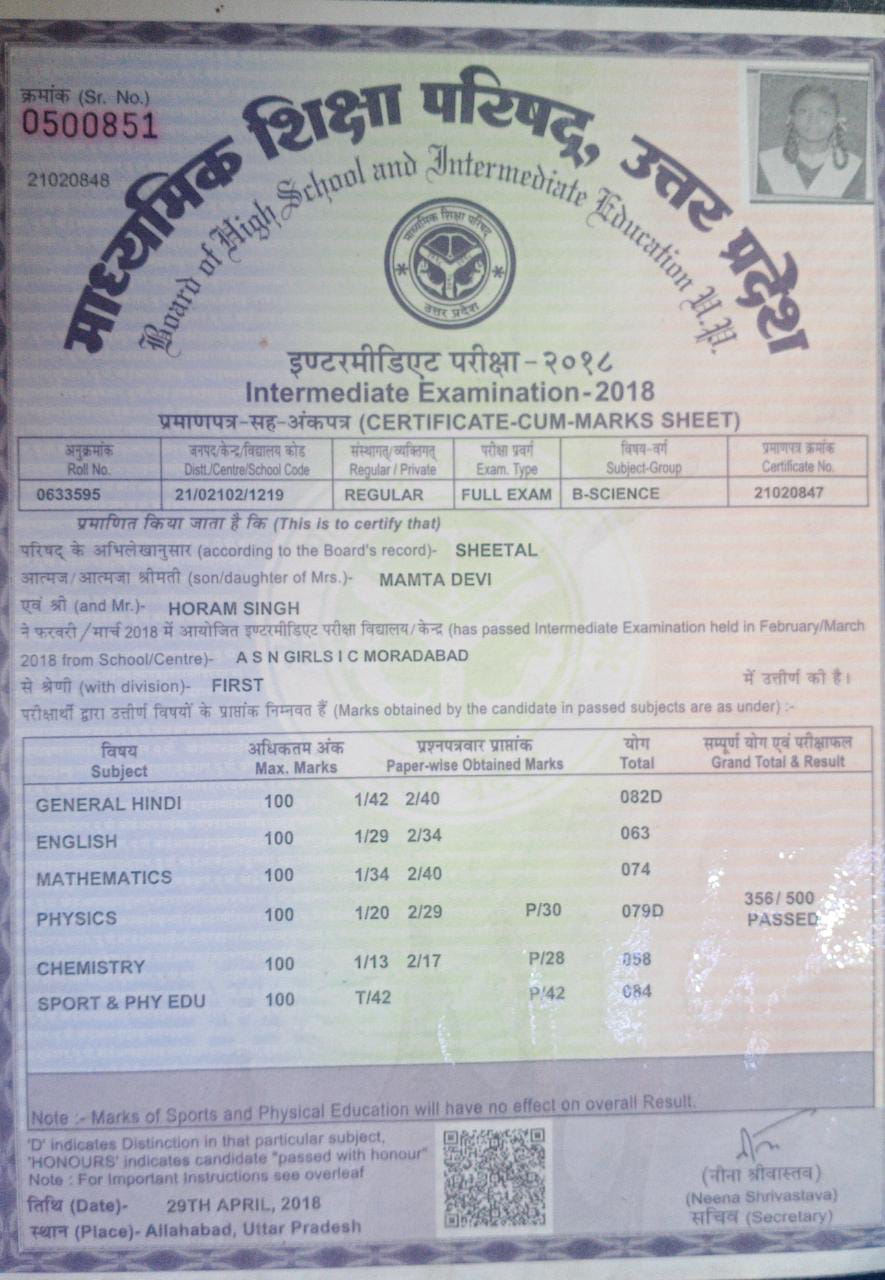 क्रमांक (Sr. No.)
0500851
21020848
माध्यमिक शिक्षा परिषद्, उत्तर प्रदेश
Board of High School and Intermediate Education U.P.
माध्यमिक शिक्षा परिषद्
उत्तर प्रदेश
इण्टरमीडिएट परीक्षा - २०१८
Intermediate Examination - 2018
प्रमाणपत्र-सह-अंकपत्र (CERTIFICATE-CUM-MARKS SHEET)
अनुक्रमांक जनपद/केन्द्र/विद्यालय कोड संस्थागत्/व्यक्तिगत् परीक्षा प्रवर्ग विषय-वर्ग प्रमाणपत्र क्रमांक
Roll No. Distt./Centre/School Code Regular / Private Exam. Type Subject-Group Certificate No.
0633595 21/02102/1219 REGULAR FULL EXAM B-SCIENCE 21020847
प्रमाणित किया जाता है कि (This is to certify that)
परिषद् के अभिलेखानुसार (according to the Board's record)- SHEETAL
आत्मज/आत्मजा श्रीमती (son/daughter of Mrs.)- MAMTA DEVI
एवं श्री (and Mr.)- HORAM SINGH
ने फरवरी/मार्च 2018 में आयोजित इण्टरमीडिएट परीक्षा विद्यालय/केन्द्र (has passed Intermediate Examination held in February/March
2018 from School/Centre)- A S N GIRLS I C MORADABAD
से श्रेणी (with division)- FIRST में उत्तीर्ण की है।
परीक्षार्थी द्वारा उत्तीर्ण विषयों के प्राप्तांक निम्नवत हैं (Marks obtained by the candidate in passed subjects are as under) :-
विषय अधिकतम अंक प्रश्नपत्रवार प्राप्तांक योग सम्पूर्ण योग एवं परीक्षाफल
Subject Max. Marks Paper-wise Obtained Marks Total Grand Total & Result
GENERAL HINDI 100 1/42 2/40 082D
ENGLISH 100 1/29 2/34 063
MATHEMATICS 100 1/34 2/40 074
PHYSICS 100 1/20 2/29 P/30 079D 356/ 500
PASSED
CHEMISTRY 100 1/13 2/17 P/28 058
SPORT & PHY EDU 100 T/42 P/42 084
Note :- Marks of Sports and Physical Education will have no effect on overall Result.
'D' indicates Distinction in that particular subject,
'HONOURS' indicates candidate "passed with honour"
Note : For Important Instructions see overleaf
तिथि (Date)- 29TH APRIL, 2018
स्थान (Place)- Allahabad, Uttar Pradesh
(नीना श्रीवास्तव)
(Neena Shrivastava)
सचिव (Secretary)